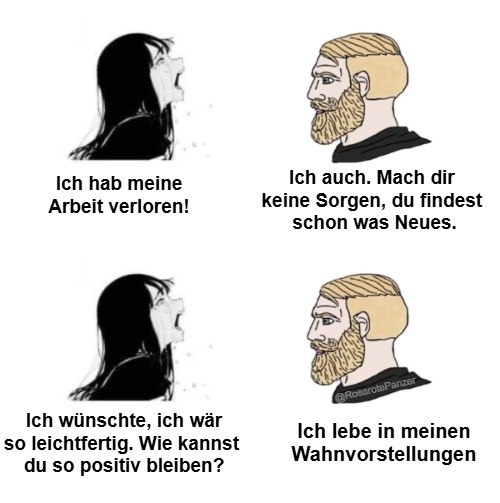 Ich hab meine
Arbeit verloren!
Ich auch. Mach dir
keine Sorgen, du findest
schon was Neues.
Ich wünschte, ich wär
so leichtfertig. Wie kannst
du so positiv bleiben?
@RosarotaPanzer
Ich lebe in meinen
Wahnvorstellungen